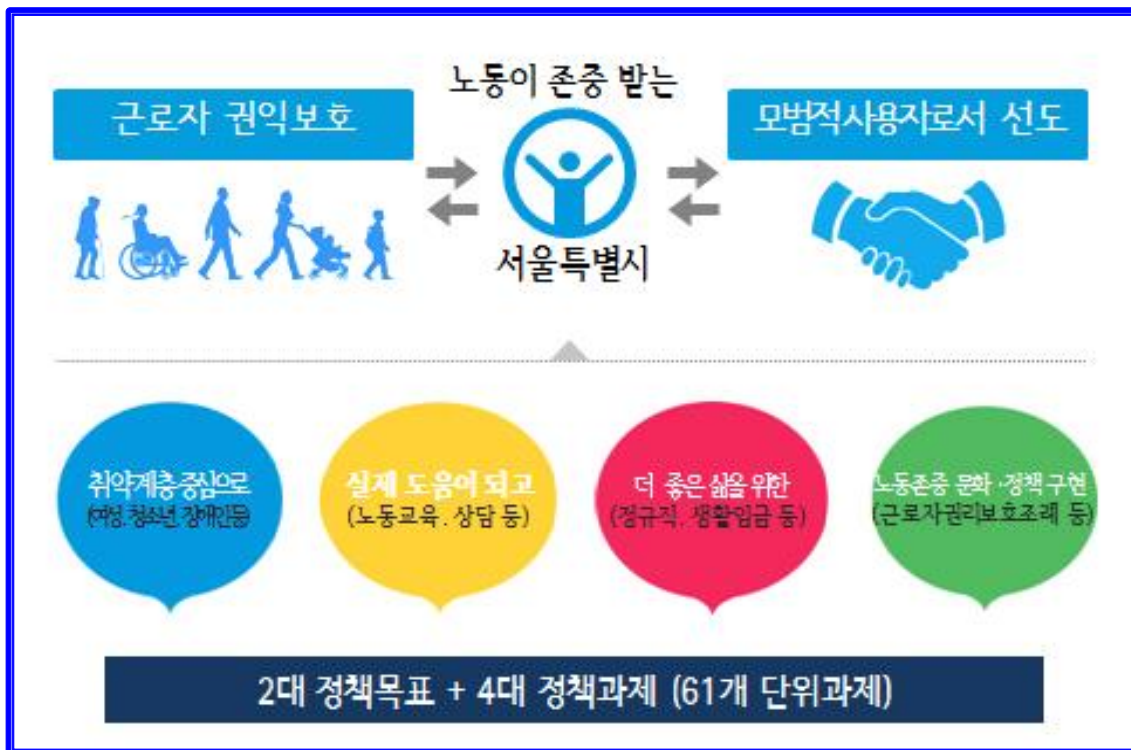 노동이 존중 받는
근로자 권익보호
모범적사용자로서 선도
서울특별시
취약계층 중심으로
(여성.청소년.장애인등)
실제 도움이 되고
(노동교육.상담 등)
더 좋은 삶을 위한
(정규직.생활임금 등)
노동존중 문화·정책 구현
(근로자권리보호조례 등)
2대 정책목표 + 4대 정책과제 (61개 단위과제)